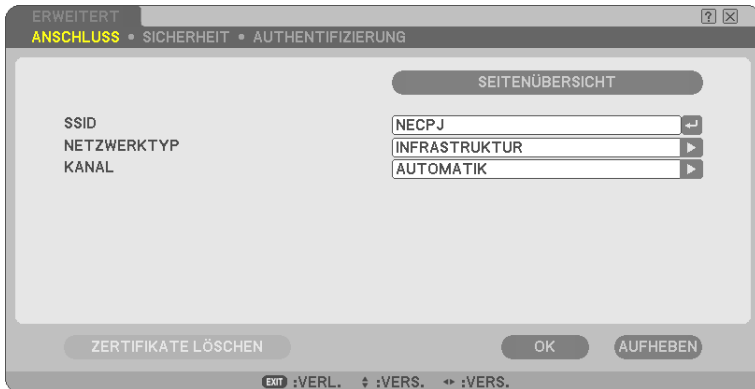 ERWEITERT
ANSCHLUSS • SICHERHEIT • AUTHENTIFIZIERUNG
SEITENÜBERSICHT
SSID NECPJ
NETZWERKTYP INFRASTRUKTUR
KANAL AUTOMATIK
ZERTIFIKATE LÖSCHEN OK AUFHEBEN
EXIT :VERL. :VERS. :VERS.